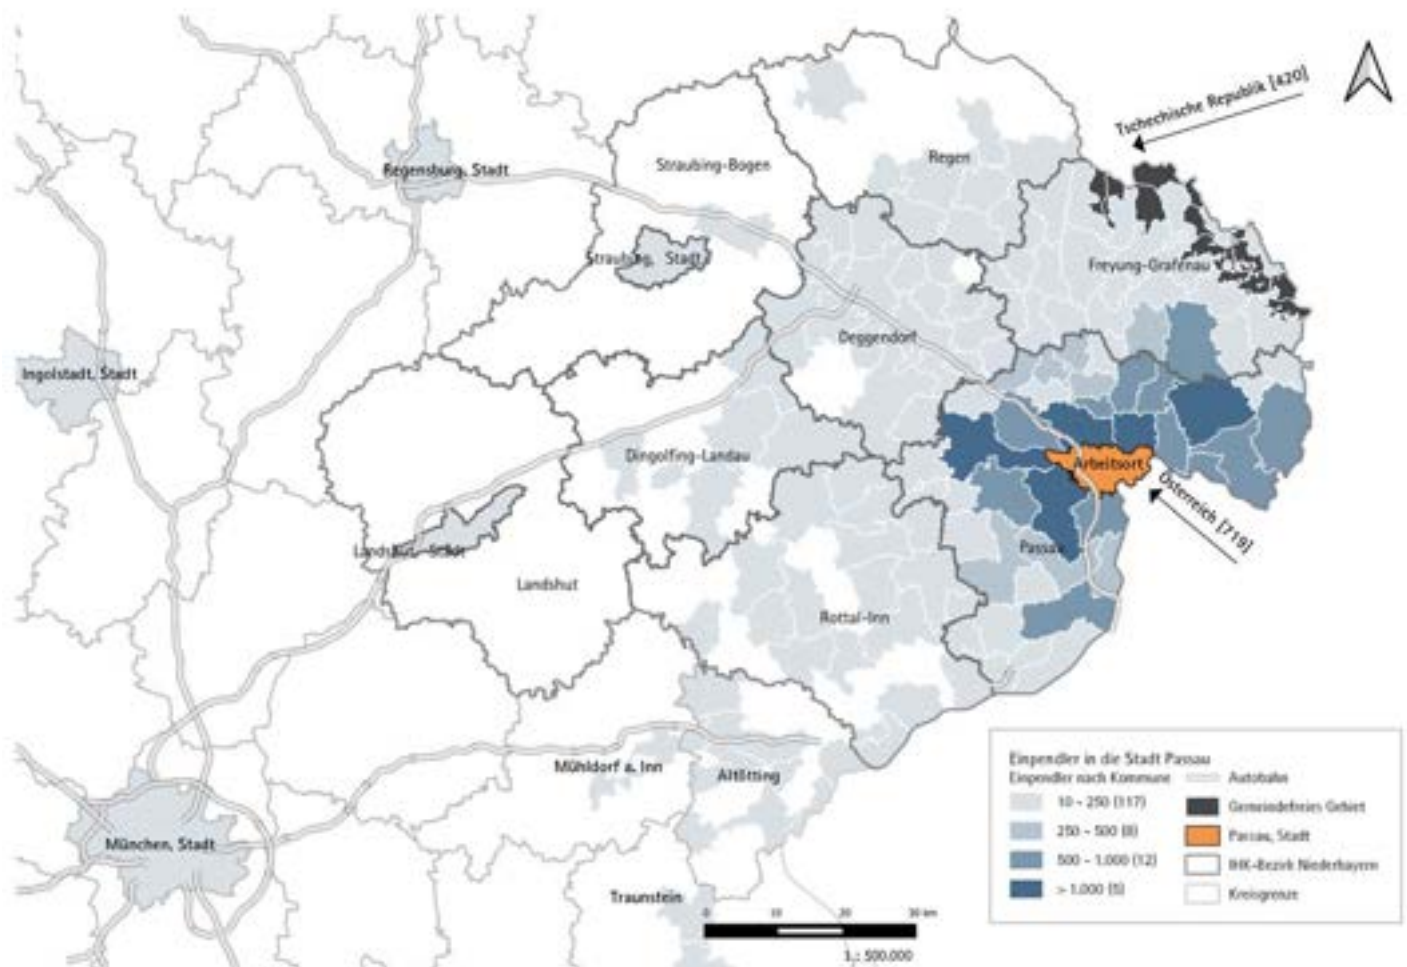 Tschechische Republik [420]
Straubing-Bogen
Regen
Regensburg, Stadt
Straubing, Stadt
Freyung-Grafenau
Deggendorf
Ingolstadt, Stadt
Dingolfing-Landau
Arbeitsort
Österreich [719]
Landshut, Stadt
Passau
Landshut
Rottal-Inn
Mühldorf a. Inn
Altötting
München, Stadt
Traunstein
Einpendler in die Stadt Passau
Einpendler nach Kommune
10 - 250 (117)
250 - 500 (8)
500 - 1.000 (12)
> 1.000 (5)
Autobahn
Gemeindefreies Gebiet
Passau, Stadt
IHK-Bezirk Niederbayern
Kreisgrenze
0 10 20 30 km
1: 500.000